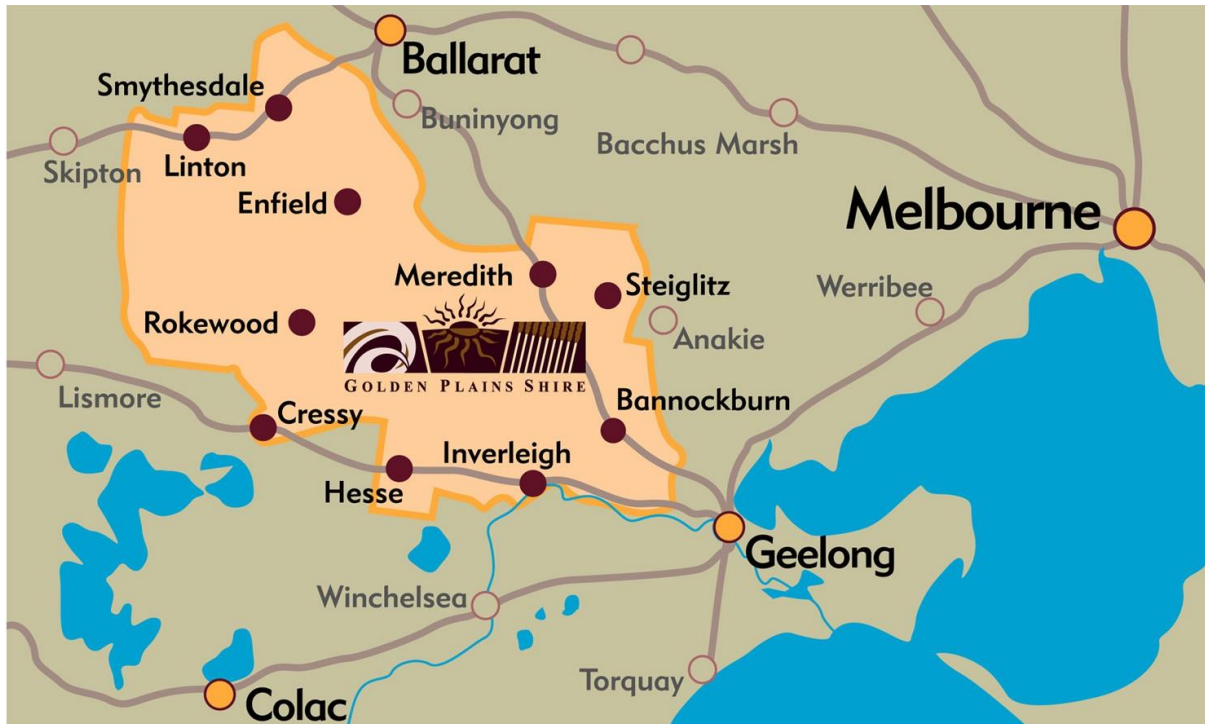 Ballarat
Smythesdale
Buninyong
Bacchus Marsh
Skipton
Linton
Enfield
Melbourne
Meredith
Steiglitz
Werribee
Rokewood
Anakie
GOLDEN PLAINS SHIRE
Lismore
Cressy
Bannockburn
Inverleigh
Hesse
Geelong
Winchelsea
Torquay
Colac